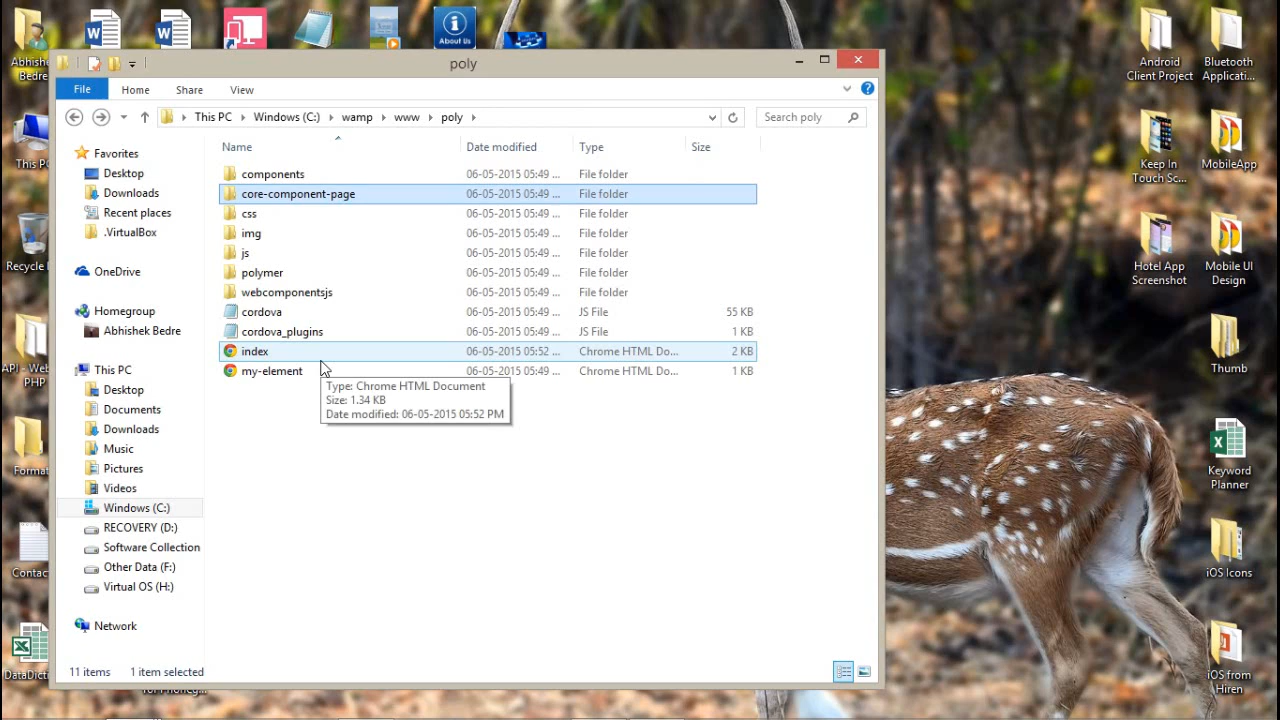 Abhishe
Bedre
This PC
Recycle
API - Web
PHP
Format
Contact
DataDicti
About Us
poly
File Home Share View
This PC Windows (C:) wamp www poly
Search poly
Name Date modified Type Size
Favorites
Desktop
Downloads
Recent places
.VirtualBox
OneDrive
Homegroup
Abhishek Bedre
This PC
Desktop
Documents
Downloads
Music
Pictures
Videos
Windows (C:)
RECOVERY (D:)
Software Collection
Other Data (F:)
Virtual OS (H:)
Network
components 06-05-2015 05:49 ... File folder
core-component-page 06-05-2015 05:49 ... File folder
css 06-05-2015 05:49 ... File folder
img 06-05-2015 05:49 ... File folder
js 06-05-2015 05:49 ... File folder
polymer 06-05-2015 05:49 ... File folder
webcomponentsjs 06-05-2015 05:49 ... File folder
cordova 06-05-2015 05:49 ... JS File 55 KB
cordova_plugins 06-05-2015 05:49 ... JS File 1 KB
index 06-05-2015 05:52 ... Chrome HTML Do... 2 KB
my-element 06-05-2015 05:49 ... Chrome HTML Do... 1 KB
Type: Chrome HTML Document
Size: 1.34 KB
Date modified: 06-05-2015 05:52 PM
11 items 1 item selected
Android
Client Project
Bluetooth
Applicati...
Keep In
Touch Sc...
MobileApp
Hotel App
Screenshot
Mobile UI
Design
Thumb
Keyword
Planner
iOS Icons
iOS from
Hiren